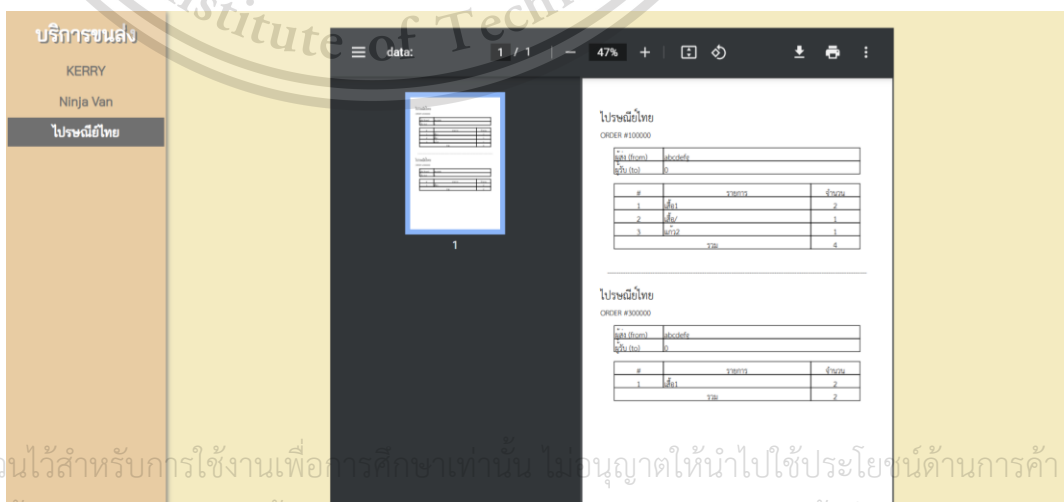 stitute of Techn
บริการขนส่ง
KERRY
Ninja Van
ไปรษณีย์ไทย
data:
1 / 1
47%
1
ไปรษณีย์ไทย
ORDER #100000
ผู้ส่ง (from) abcdefg
ผู้รับ (to) 0
# รายการ จำนวน
1 เสื้อ1 2
2 เสื้อ/ 1
3 แก้ว2 1
รวม 4
ไปรษณีย์ไทย
ORDER #300000
ผู้ส่ง (from) abcdefg
ผู้รับ (to) 0
# รายการ จำนวน
1 เสื้อ1 2
รวม 2
วนไว้สำหรับการใช้งานเพื่อการศึกษาเท่านั้น ไม่อนุญาตให้นำไปใช้ประโยชน์ด้านการค้า